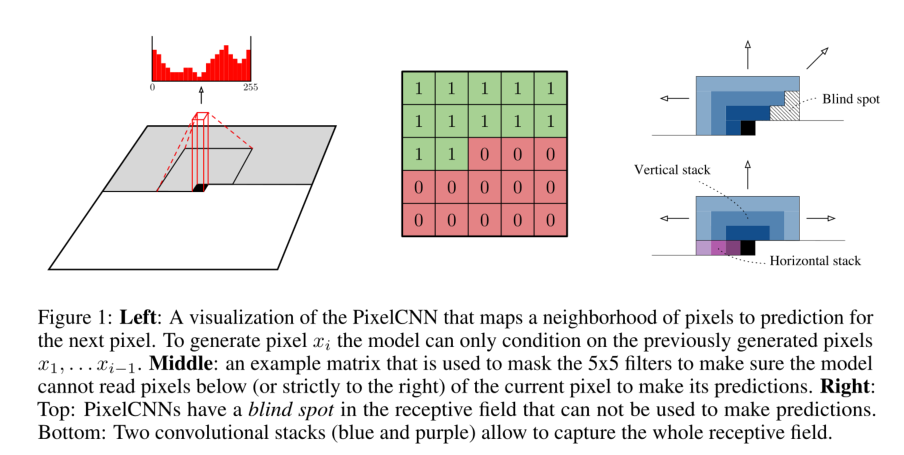 0 255
1 1 1 1 1
1 1 1 1 1
1 1 0 0 0
0 0 0 0 0
0 0 0 0 0
Blind spot
Vertical stack
Horizontal stack
Figure 1: Left: A visualization of the PixelCNN that maps a neighborhood of pixels to prediction for
the next pixel. To generate pixel xᵢ the model can only condition on the previously generated pixels
x₁, . . . xᵢ₋₁. Middle: an example matrix that is used to mask the 5x5 filters to make sure the model
cannot read pixels below (or strictly to the right) of the current pixel to make its predictions. Right:
Top: PixelCNNs have a blind spot in the receptive field that can not be used to make predictions.
Bottom: Two convolutional stacks (blue and purple) allow to capture the whole receptive field.